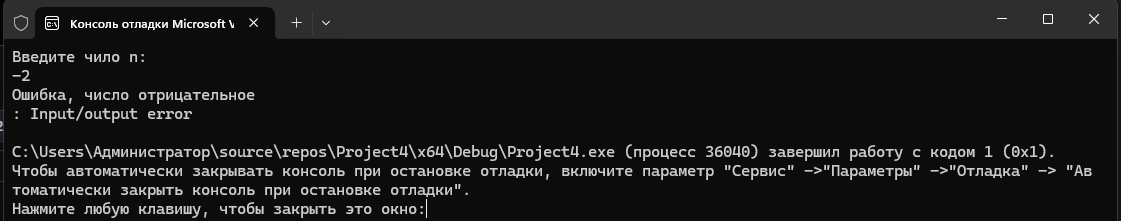 Консоль отладки Microsoft V
Введите чило n:
-2
Ошибка, число отрицательное
: Input/output error
C:\Users\Администратор\source\repos\Project4\x64\Debug\Project4.exe (процесс 36040) завершил работу с кодом 1 (0x1).
Чтобы автоматически закрывать консоль при остановке отладки, включите параметр "Сервис" ->"Параметры" ->"Отладка" -> "Ав
томатически закрыть консоль при остановке отладки".
Нажмите любую клавишу, чтобы закрыть это окно: